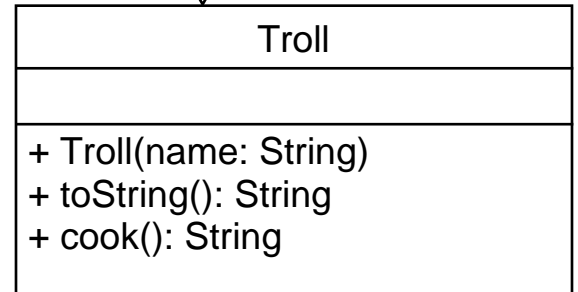 Troll
+ Troll(name: String)
+ toString(): String
+ cook(): String